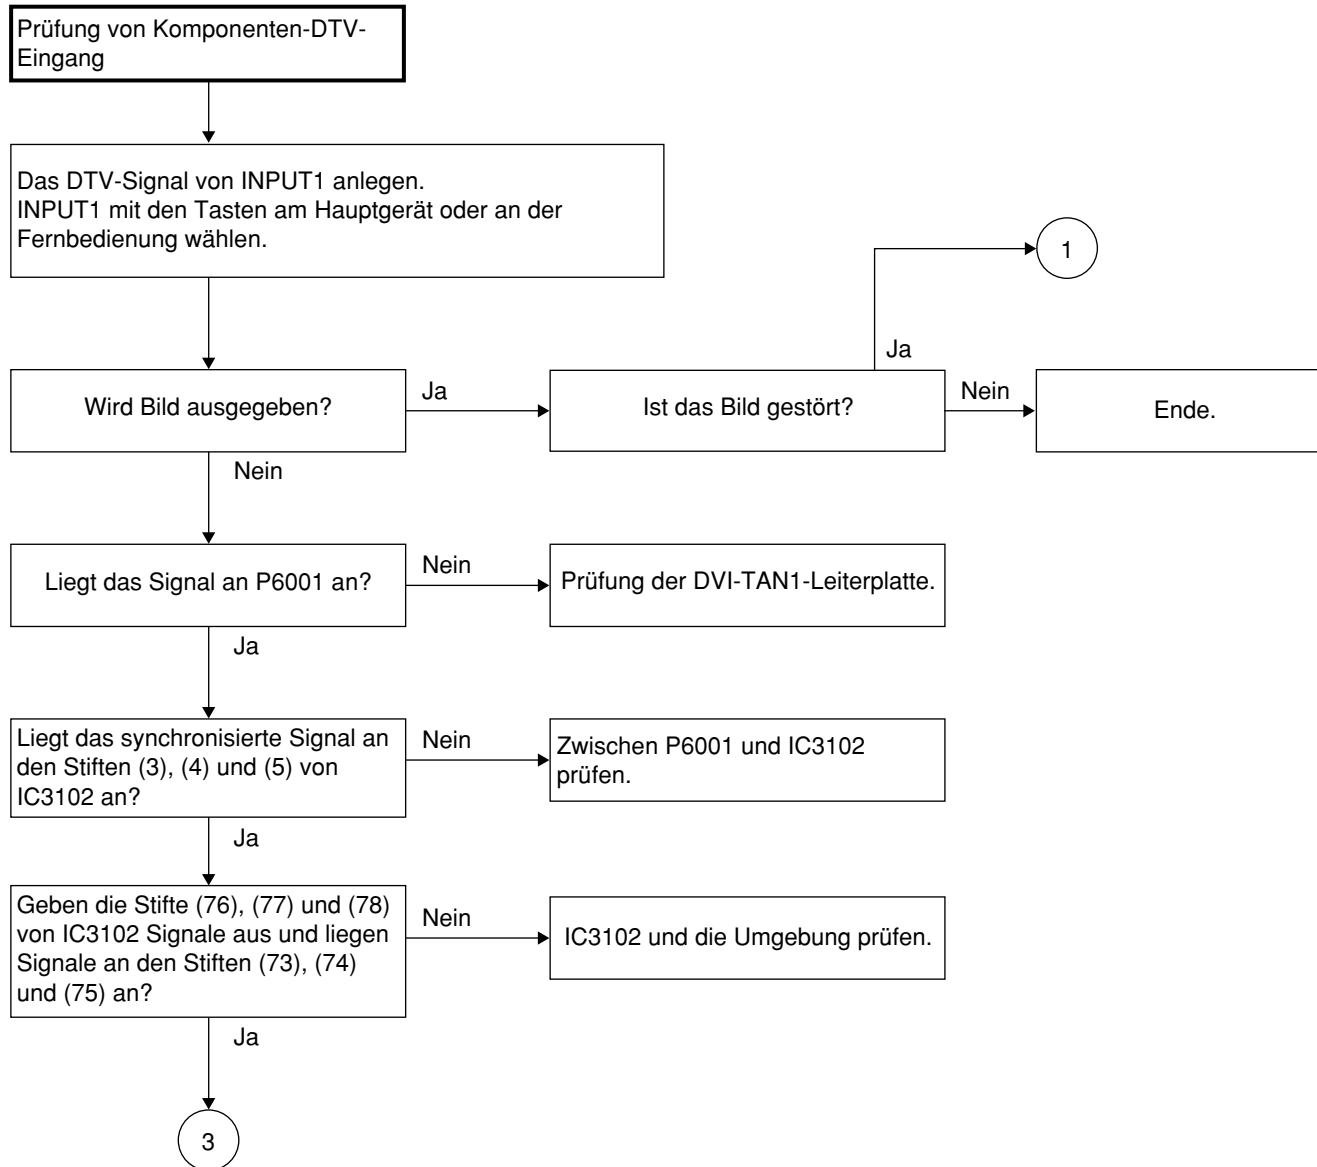 Prüfung von Komponenten-DTV-
Eingang
Das DTV-Signal von INPUT1 anlegen.
INPUT1 mit den Tasten am Hauptgerät oder an der
Fernbedienung wählen.
1
Ja
Wird Bild ausgegeben?
Ja
Ist das Bild gestört?
Nein
Ende.
Nein
Liegt das Signal an P6001 an?
Nein
Prüfung der DVI-TAN1-Leiterplatte.
Ja
Liegt das synchronisierte Signal an
den Stiften (3), (4) und (5) von
IC3102 an?
Nein
Zwischen P6001 und IC3102
prüfen.
Ja
Geben die Stifte (76), (77) und (78)
von IC3102 Signale aus und liegen
Signale an den Stiften (73), (74)
und (75) an?
Nein
IC3102 und die Umgebung prüfen.
Ja
3